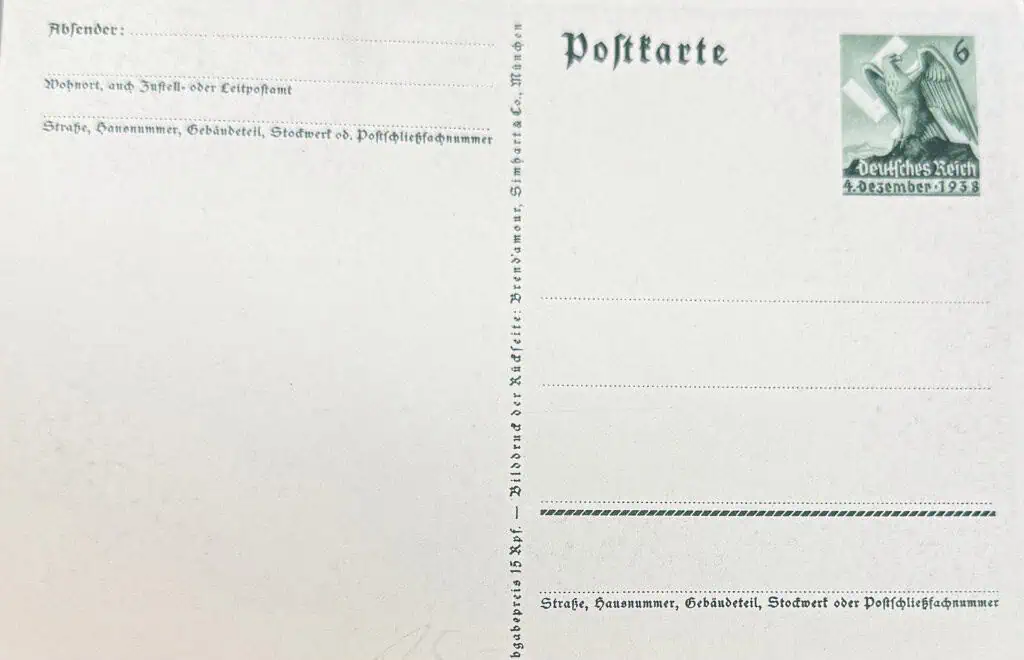 Absender:
Wohnort, auch Zustell- oder Leitpostamt
Straße, Hausnummer, Gebäudeteil, Stockwerk od. Postschließfachnummer
bgabepreis 15 Rpf. — Bilddruck der Rückseite: Brend'amour, Simhart & Co., München
Postkarte
6
Deutsches Reich
4. Dezember · 1938
Straße, Hausnummer, Gebäudeteil, Stockwerk oder Postschließfachnummer